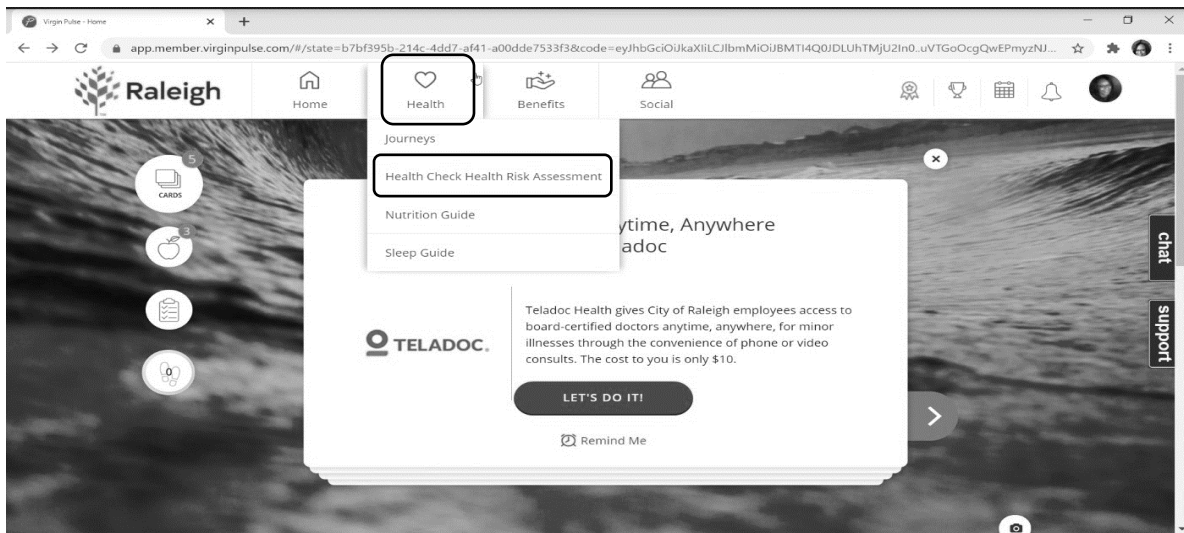 Virgin Pulse - Home
app.member.virginpulse.com/#/state=b7bf395b-214c-4dd7-af41-a00dde7533f3&code=eyJhbGciOiJkaXIiLCJlbmMiOiJBMTI4Q0JDLUhTMjU2In0..uVTGoOcgQwEPmyzNJ...
Raleigh
Home
Health
Benefits
Social
Journeys
Health Check Health Risk Assessment
Nutrition Guide
Sleep Guide
5
CARDS
3
0
ytime, Anywhere
adoc
TELADOC.
Teladoc Health gives City of Raleigh employees access to
board-certified doctors anytime, anywhere, for minor
illnesses through the convenience of phone or video
consults. The cost to you is only $10.
LET'S DO IT!
Remind Me
chat
support